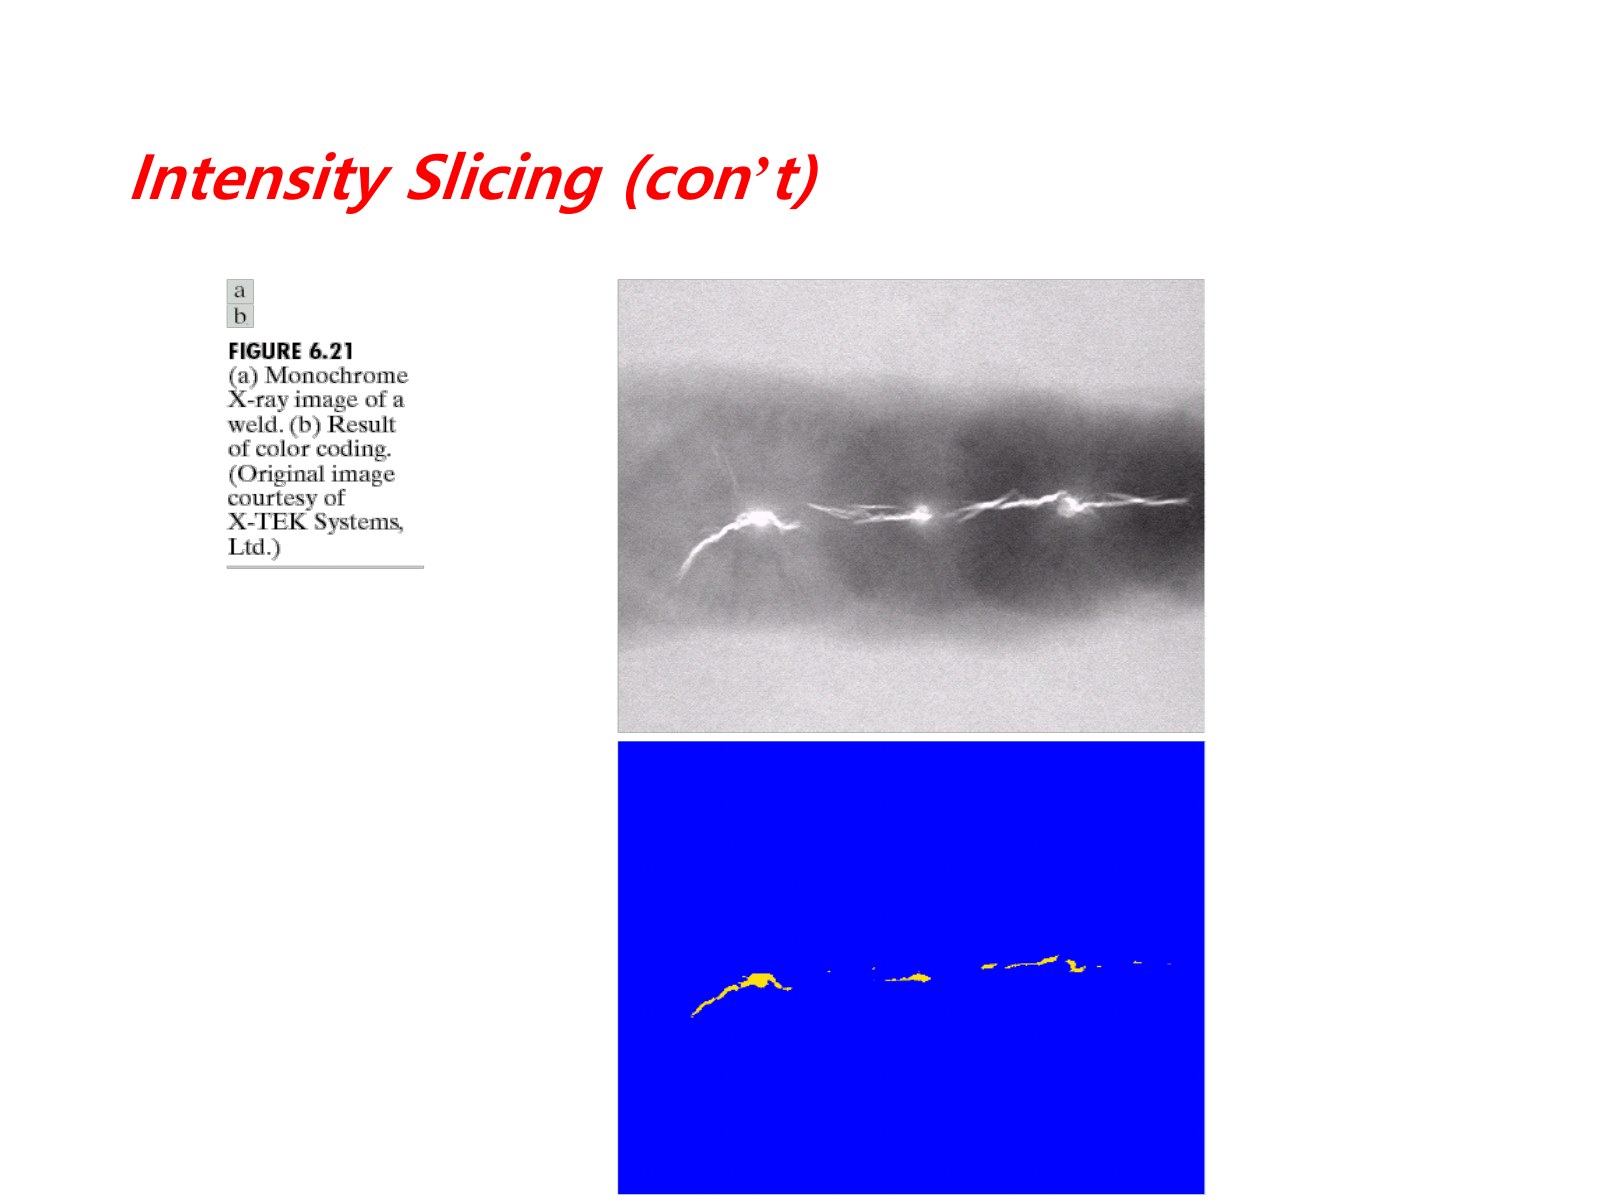 Intensity Slicing (con’t)
a
b
FIGURE 6.21
(a) Monochrome
X-ray image of a
weld. (b) Result
of color coding.
(Original image
courtesy of
X-TEK Systems,
Ltd.)